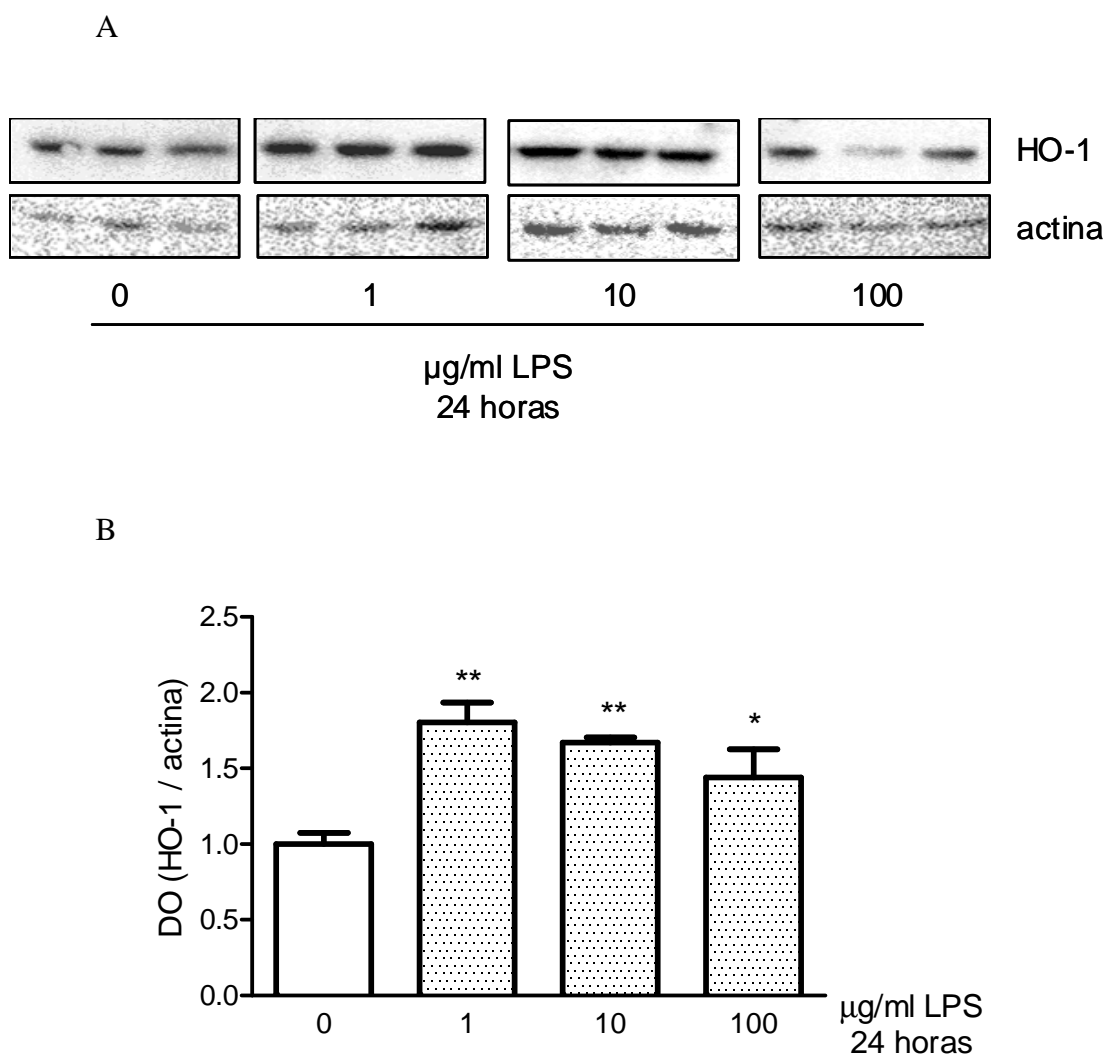 A
HO-1
actina
0 1 10 100
µg/ml LPS
24 horas
B
DO (HO-1 / actina)
2.5
2.0
1.5
1.0
0.5
0.0
** ** *
0 1 10 100
µg/ml LPS
24 horas